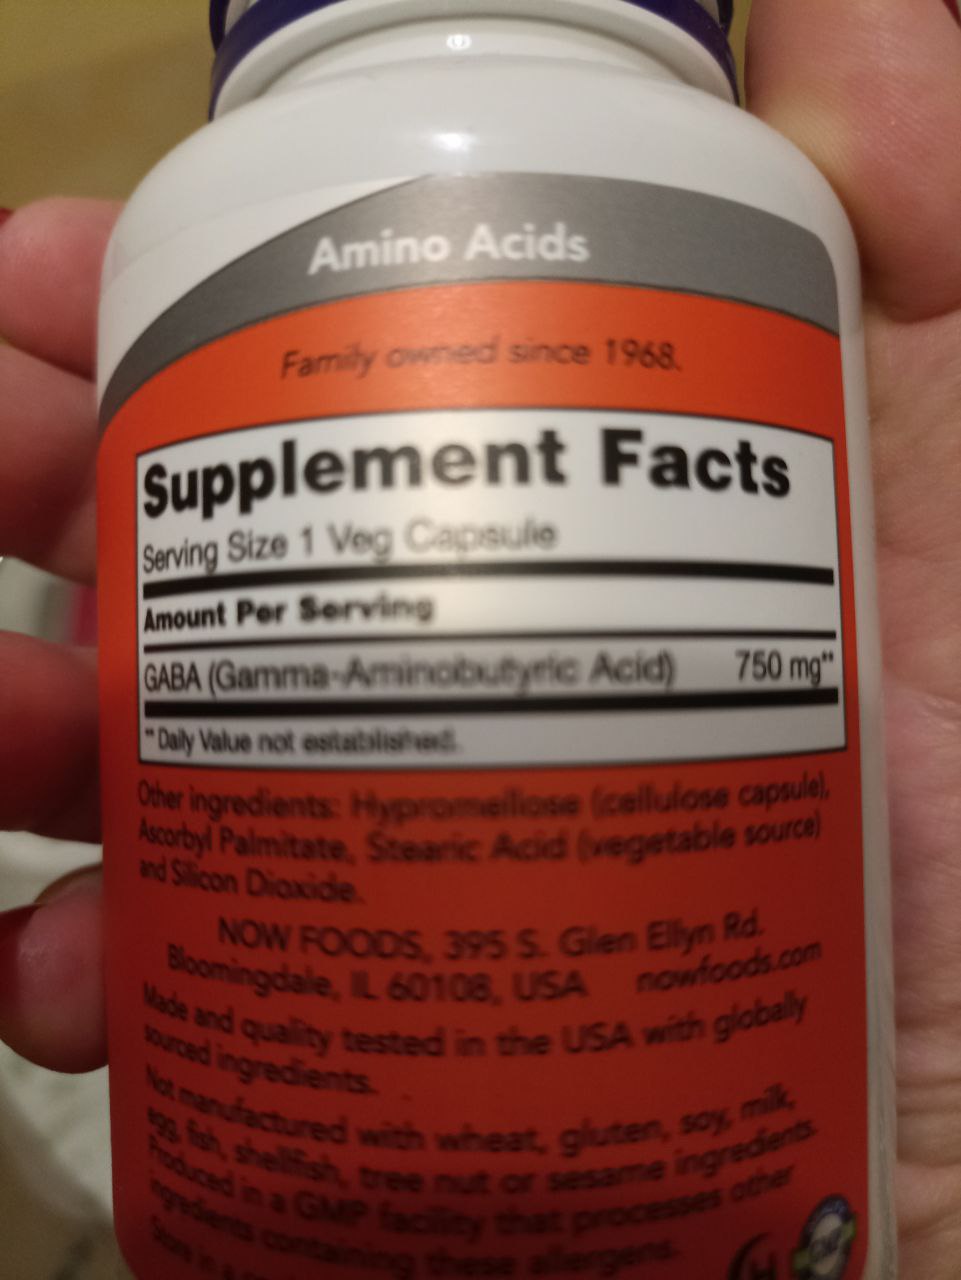 Amino Acids
Family owned since 1968.
Supplement Facts
Serving Size 1 Veg Capsule
Amount Per Serving
GABA (Gamma-Aminobutyric Acid) 750 mg**
** Daily Value not established.
Other ingredients: Hypromellose (cellulose capsule),
Ascorbyl Palmitate, Stearic Acid (vegetable source)
and Silicon Dioxide.
NOW FOODS, 395 S. Glen Ellyn Rd.
Bloomingdale, IL 60108, USA nowfoods.com
Made and quality tested in the USA with globally
sourced ingredients.
Not manufactured with wheat, gluten, soy, milk,
egg, fish, shellfish, tree nut or sesame ingredients.
Produced in a GMP facility that processes other
ingredients containing these allergens.
Store in a